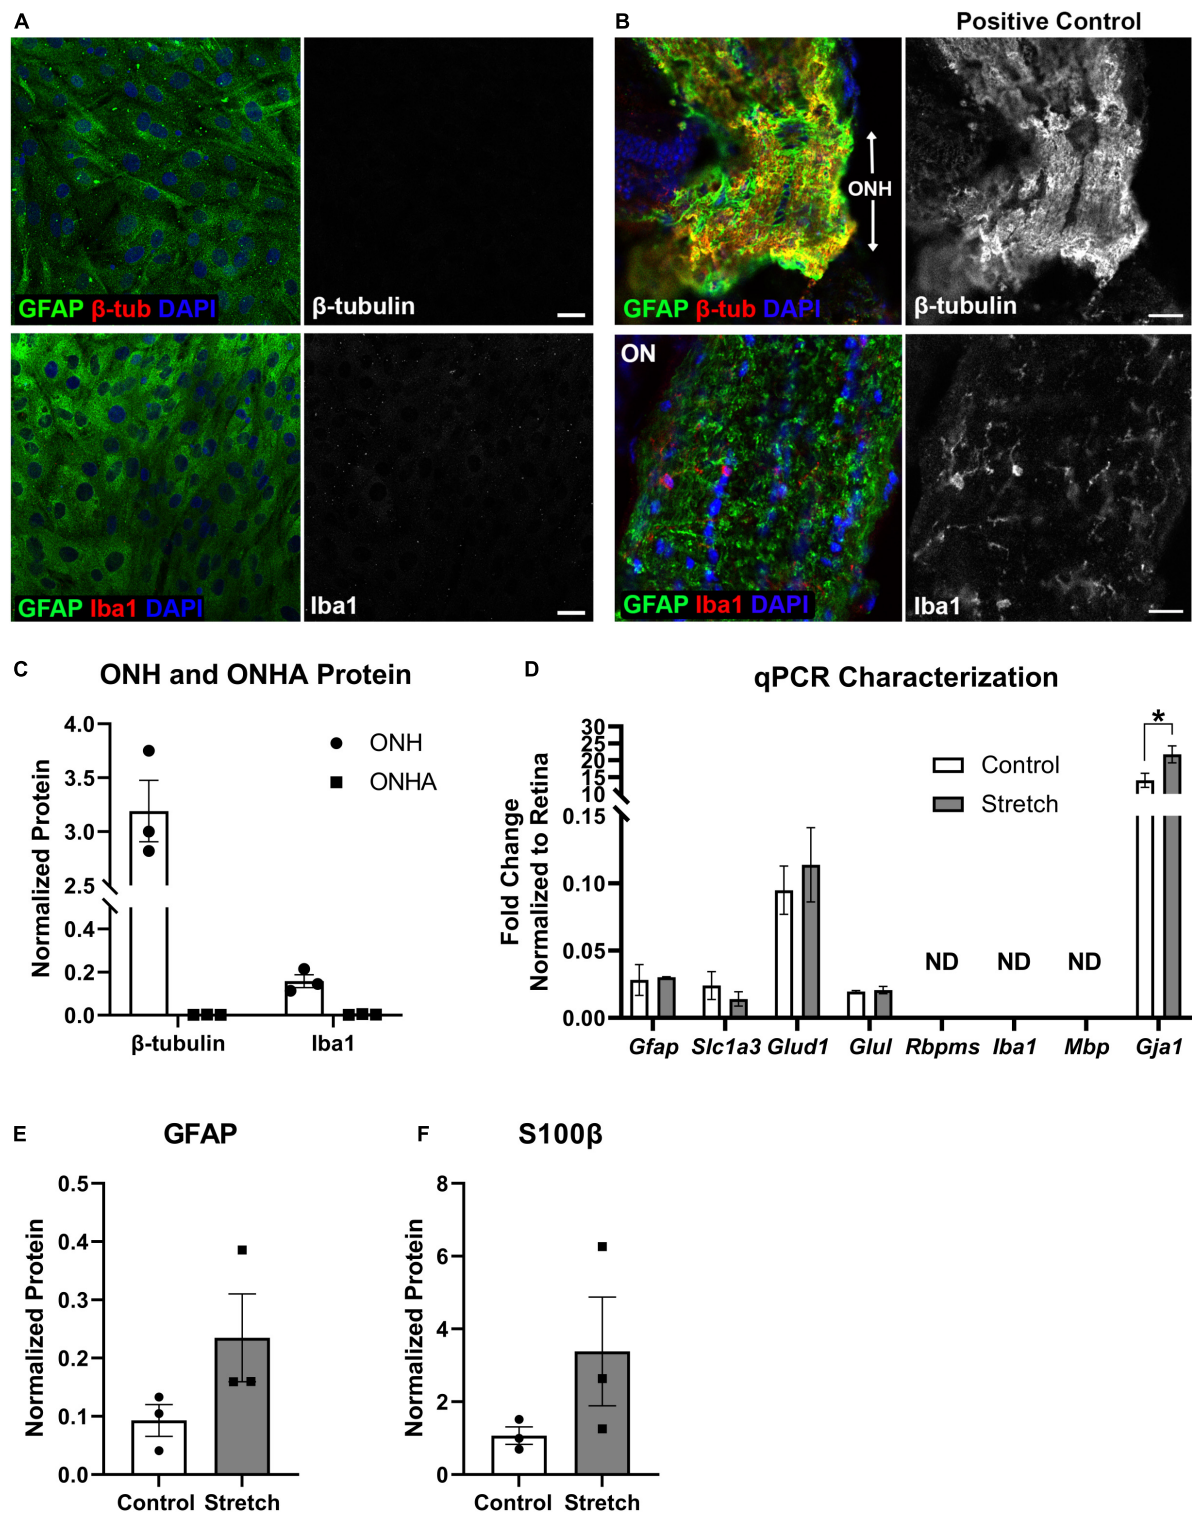 A
GFAP β-tub DAPI
β-tubulin
GFAP Iba1 DAPI
Iba1
B
Positive Control
ONH
GFAP β-tub DAPI
β-tubulin
ON
GFAP Iba1 DAPI
Iba1
C
ONH and ONHA Protein
Normalized Protein
4.0
3.5
3.0
2.5
0.4
0.2
0.0
ONH
ONHA
β-tubulin
Iba1
D
qPCR Characterization
Fold Change
Normalized to Retina
30
25
20
15
10
0.15
0.10
0.05
0.00
Control
Stretch
*
ND ND ND
Gfap Slc1a3 Glud1 Glul Rbpms Iba1 Mbp Gja1
E
GFAP
Normalized Protein
0.5
0.4
0.3
0.2
0.1
0.0
Control Stretch
F
S100β
Normalized Protein
8
6
4
2
0
Control Stretch